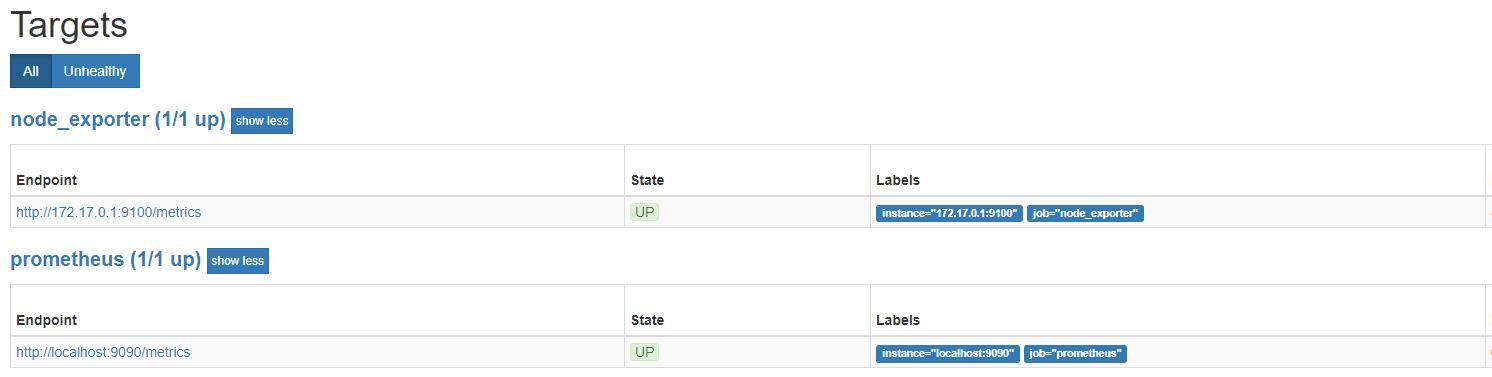 Targets
All Unhealthy
node_exporter (1/1 up) show less
Endpoint State Labels
http://172.17.0.1:9100/metrics UP instance="172.17.0.1:9100" job="node_exporter"
prometheus (1/1 up) show less
Endpoint State Labels
http://localhost:9090/metrics UP instance="localhost:9090" job="prometheus"